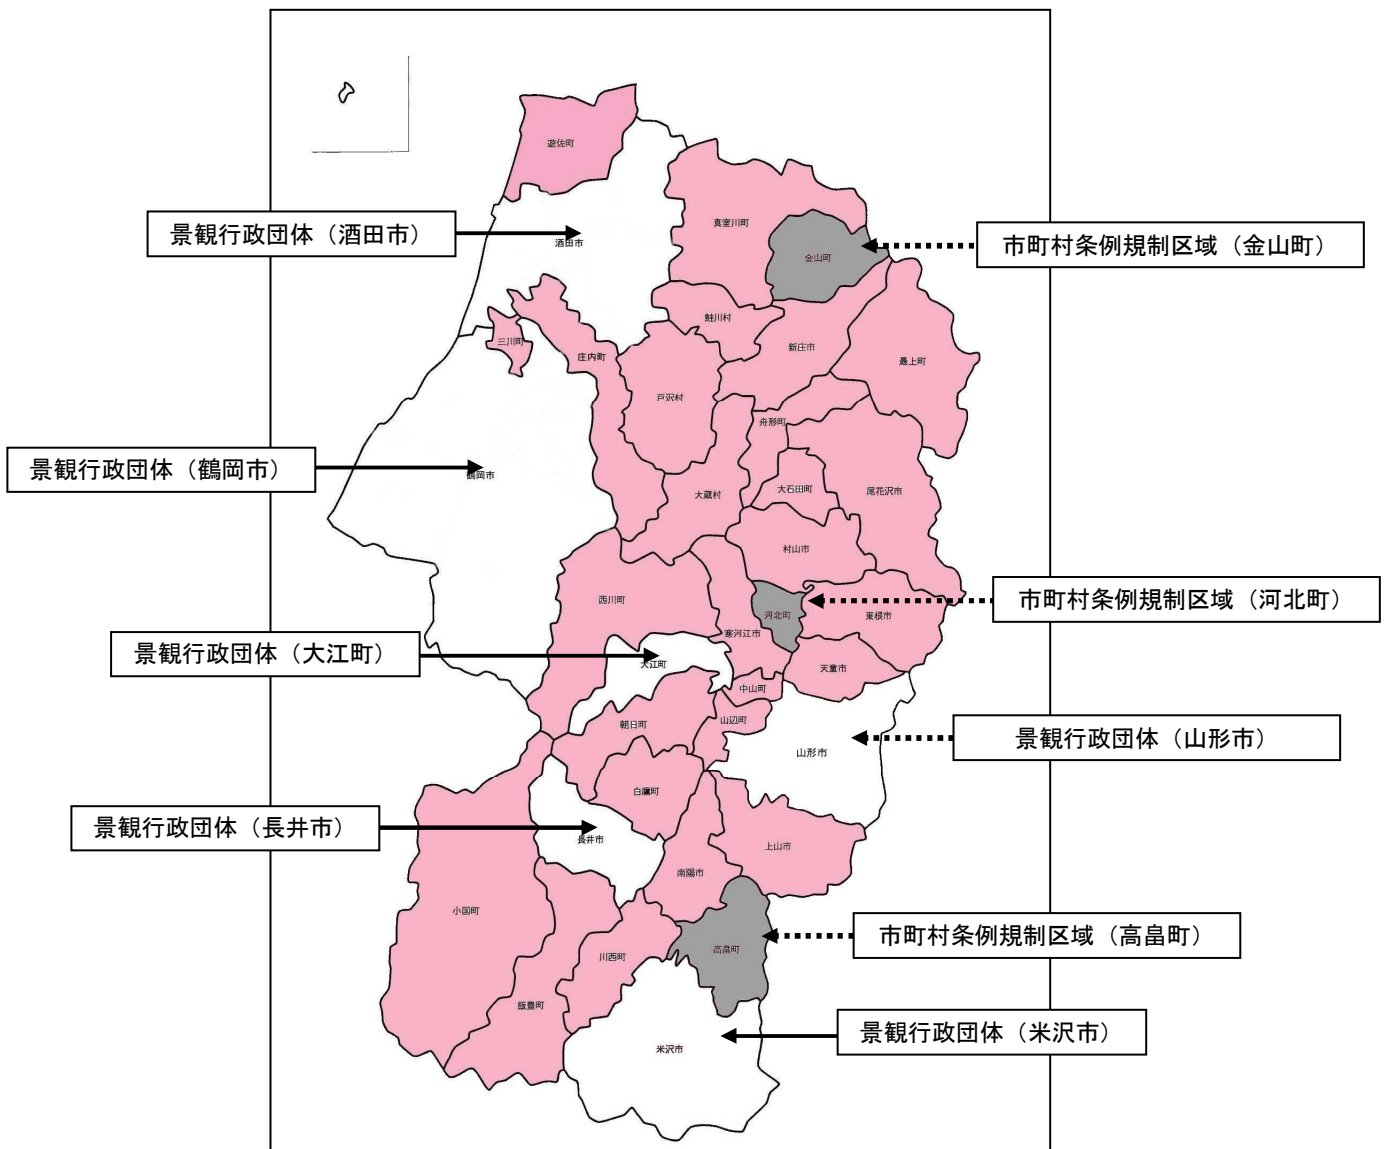 遊佐町
景観行政団体（酒田市）
酒田市
真室川町
金山町
市町村条例規制区域（金山町）
鮭川村
三川町
庄内町
新庄市
最上町
戸沢村
舟形町
景観行政団体（鶴岡市）
鶴岡市
大蔵村
大石田町
尾花沢市
村山市
西川町
河北町
東根市
市町村条例規制区域（河北町）
寒河江市
景観行政団体（大江町）
大江町
天童市
中山町
朝日町
山辺町
山形市
景観行政団体（山形市）
白鷹町
景観行政団体（長井市）
長井市
上山市
南陽市
小国町
高畠町
市町村条例規制区域（高畠町）
川西町
飯豊町
米沢市
景観行政団体（米沢市）